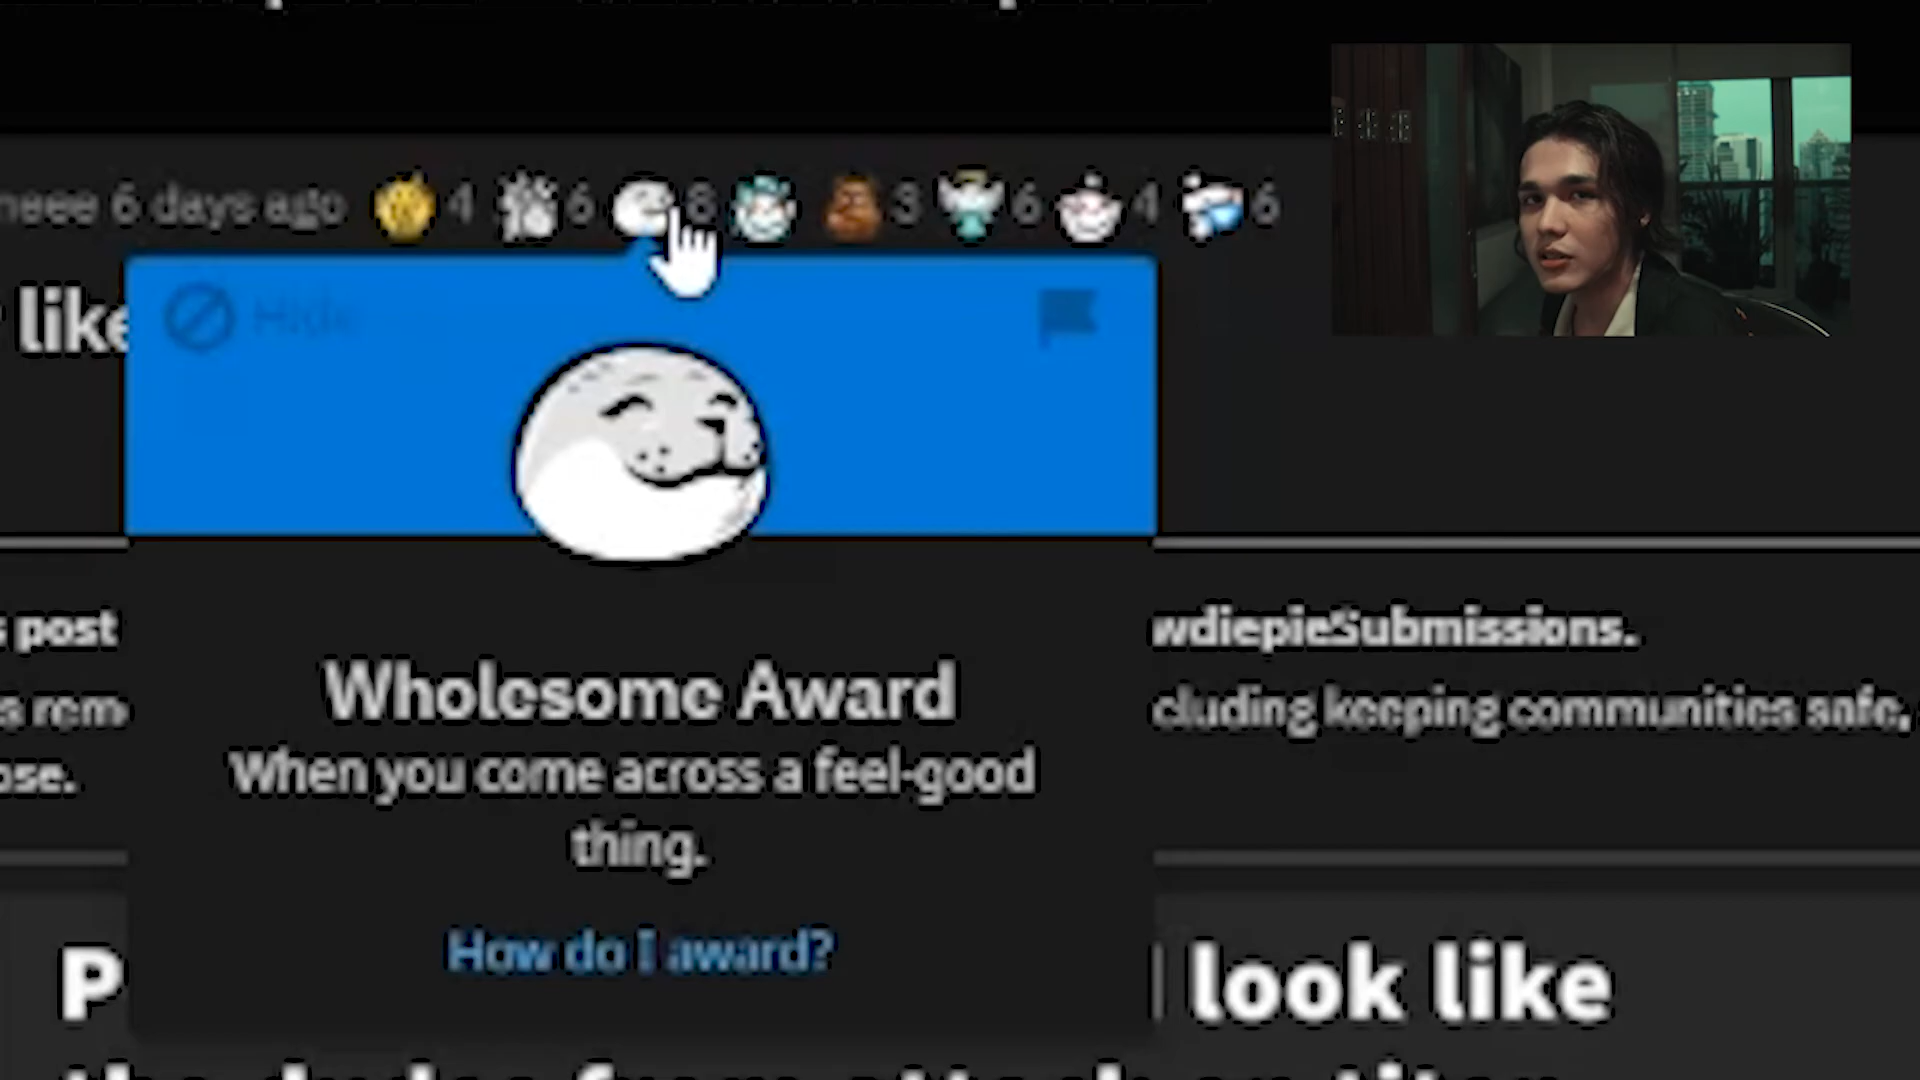 6 days ago 4 6 8 3 6 4 6
like
Hide
post
wdiepieSubmissions.
Wholesome Award
cluding keeping communities safe,
When you come across a feel-good
thing.
How do I award?
P look like